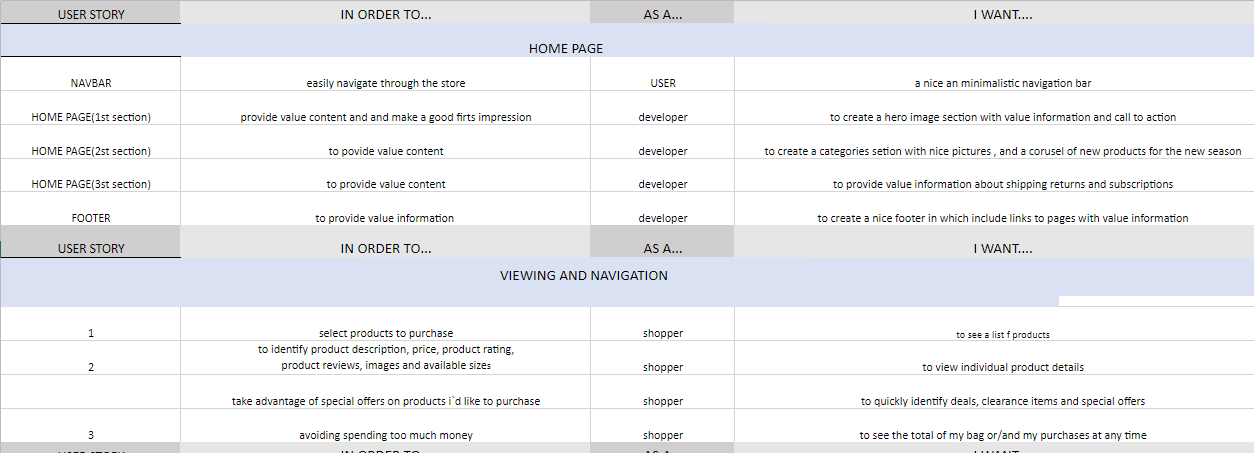 USER STORY IN ORDER TO... AS A... I WANT....
HOME PAGE
NAVBAR easily navigate through the store USER a nice an minimalistic navigation bar
HOME PAGE(1st section) provide value content and and make a good firts impression developer to create a hero image section with value information and call to action
HOME PAGE(2st section) to povide value content developer to create a categories setion with nice pictures , and a corusel of new products for the new season
HOME PAGE(3st section) to provide value content developer to provide value information about shipping returns and subscriptions
FOOTER to provide value information developer to create a nice footer in which include links to pages with value information
USER STORY IN ORDER TO... AS A... I WANT....
VIEWING AND NAVIGATION
1 select products to purchase shopper to see a list f products
to identify product description, price, product rating,
2 product reviews, images and available sizes shopper to view individual product details
take advantage of special offers on products i`d like to purchase shopper to quickly identify deals, clearance items and special offers
3 avoiding spending too much money shopper to see the total of my bag or/and my purchases at any time